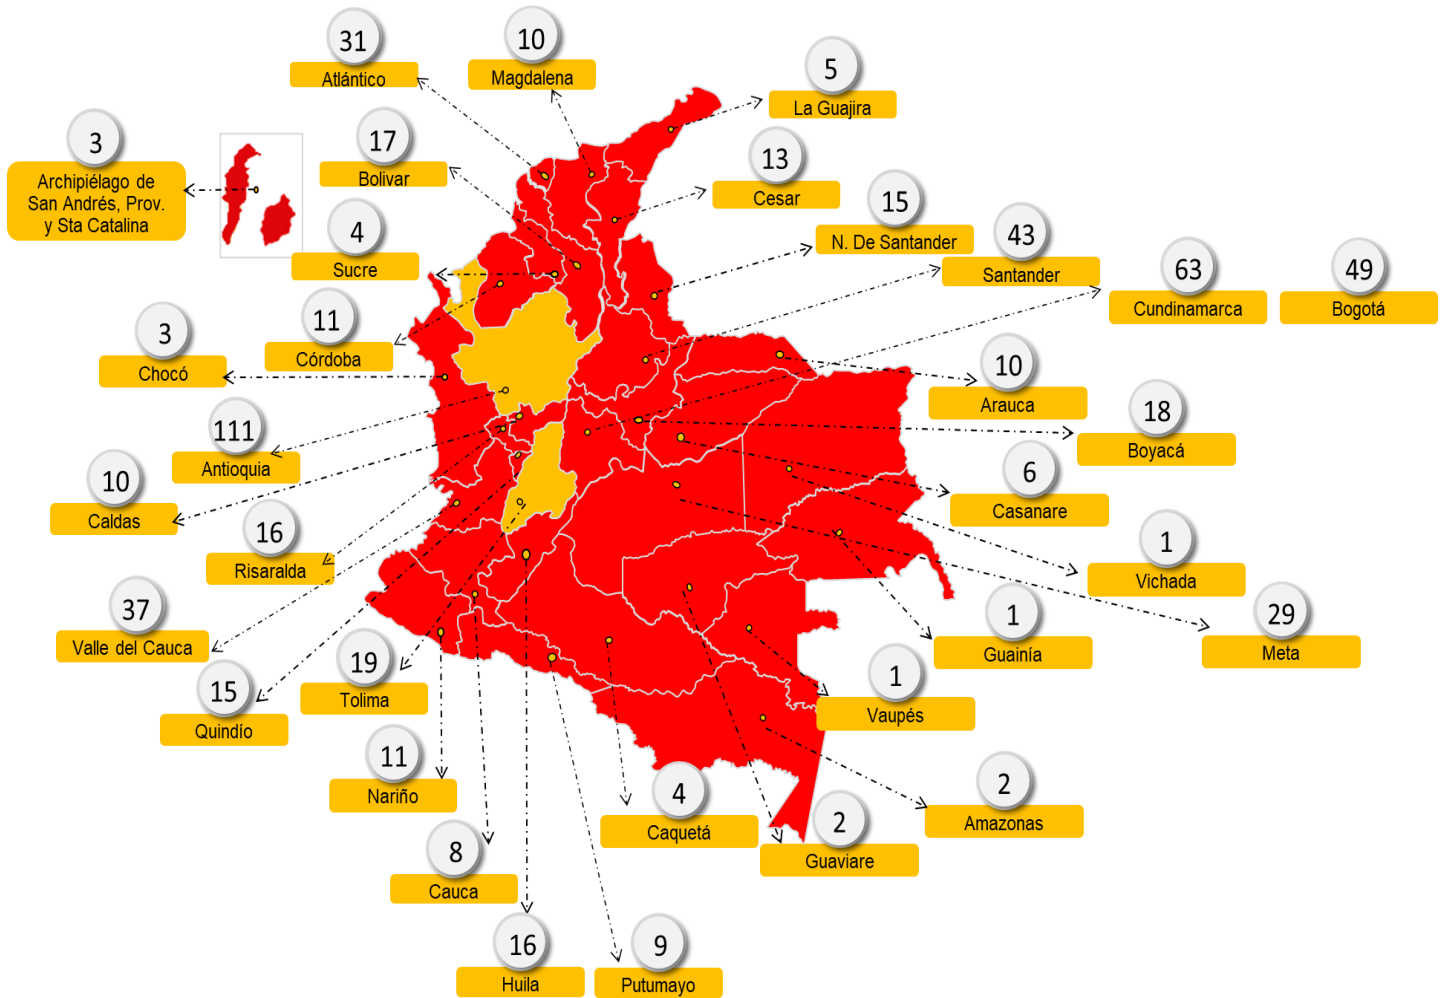 31
Atlántico
10
Magdalena
5
La Guajira
3
Archipiélago de
San Andrés, Prov.
y Sta Catalina
17
Bolivar
13
Cesar
4
Sucre
15
N. De Santander
43
Santander
63
Cundinamarca
49
Bogotá
3
Chocó
11
Córdoba
10
Arauca
111
Antioquia
18
Boyacá
10
Caldas
6
Casanare
16
Risaralda
1
Vichada
37
Valle del Cauca
1
Guainía
29
Meta
15
Quindío
19
Tolima
1
Vaupés
11
Nariño
4
Caquetá
2
Guaviare
2
Amazonas
8
Cauca
16
Huila
9
Putumayo